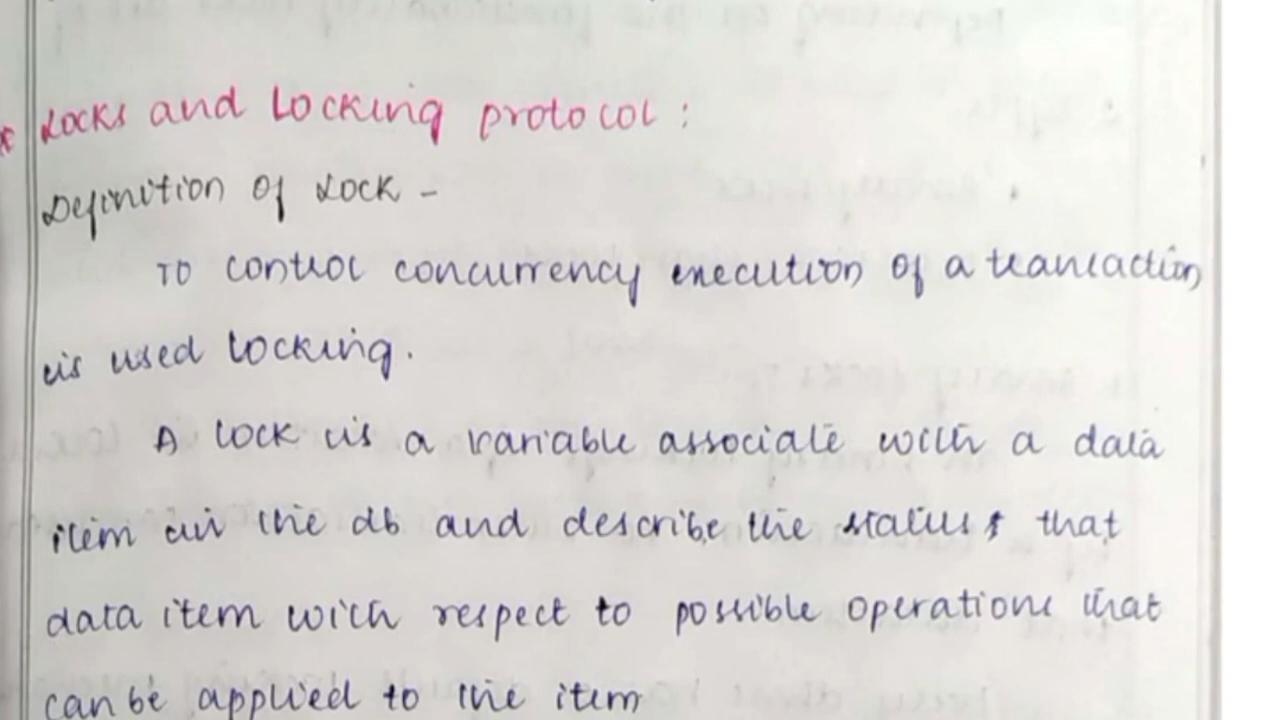 * Locks and Locking protocol :
Definition of Lock -
To control concurrency execution of a transaction
is used locking.
A lock is a variable associate with a data
item in the db and describe the status that
data item with respect to possible operations that
can be applied to the item